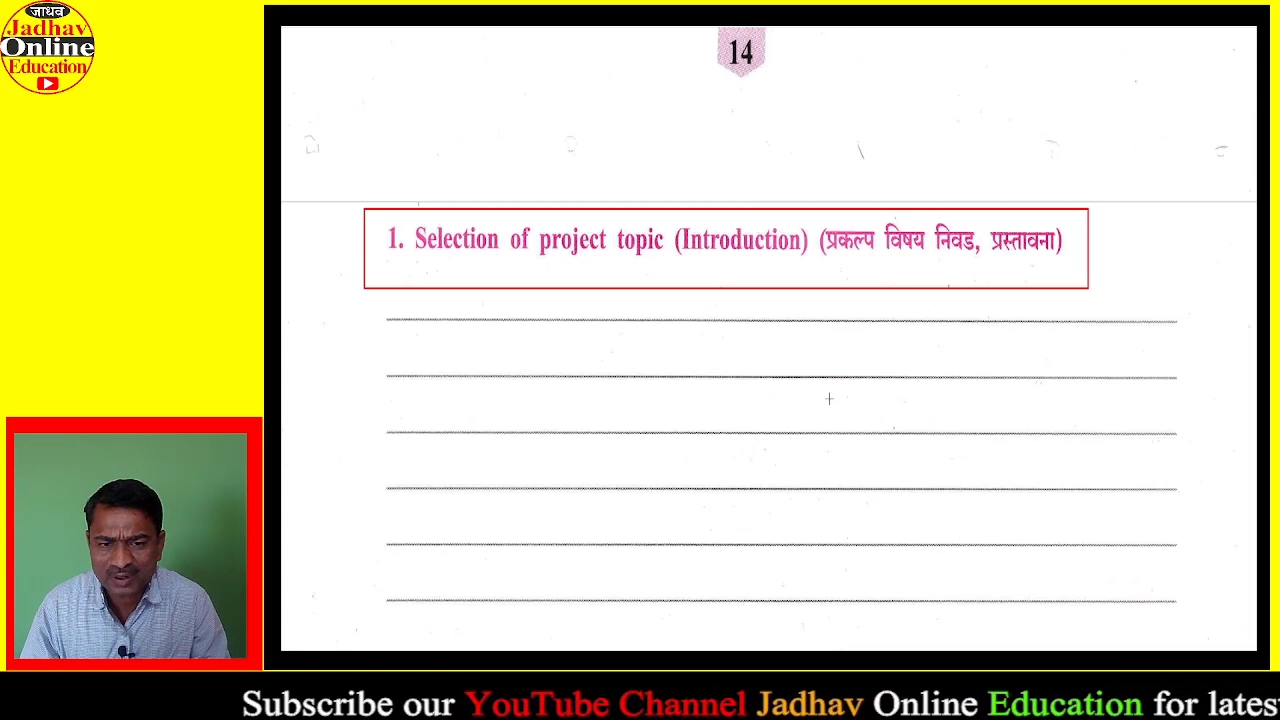 जाधव
Jadhav
Online
Education
14
1. Selection of project topic (Introduction) (प्रकल्प विषय निवड, प्रस्तावना)
Subscribe our YouTube Channel Jadhav Online Education for lates